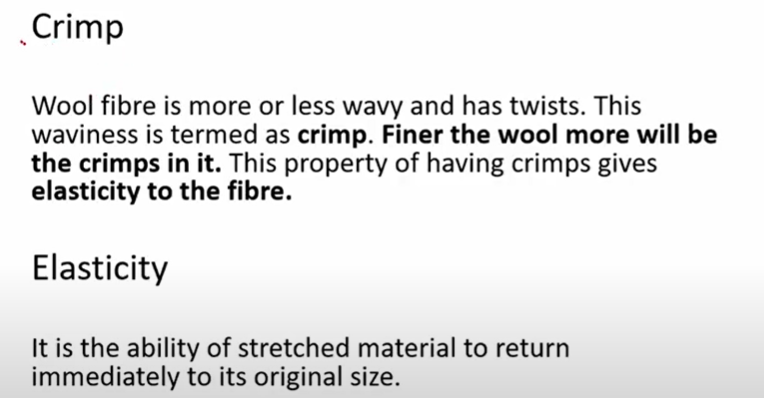 Crimp
Wool fibre is more or less wavy and has twists. This
waviness is termed as crimp. Finer the wool more will be
the crimps in it. This property of having crimps gives
elasticity to the fibre.
Elasticity
It is the ability of stretched material to return
immediately to its original size.